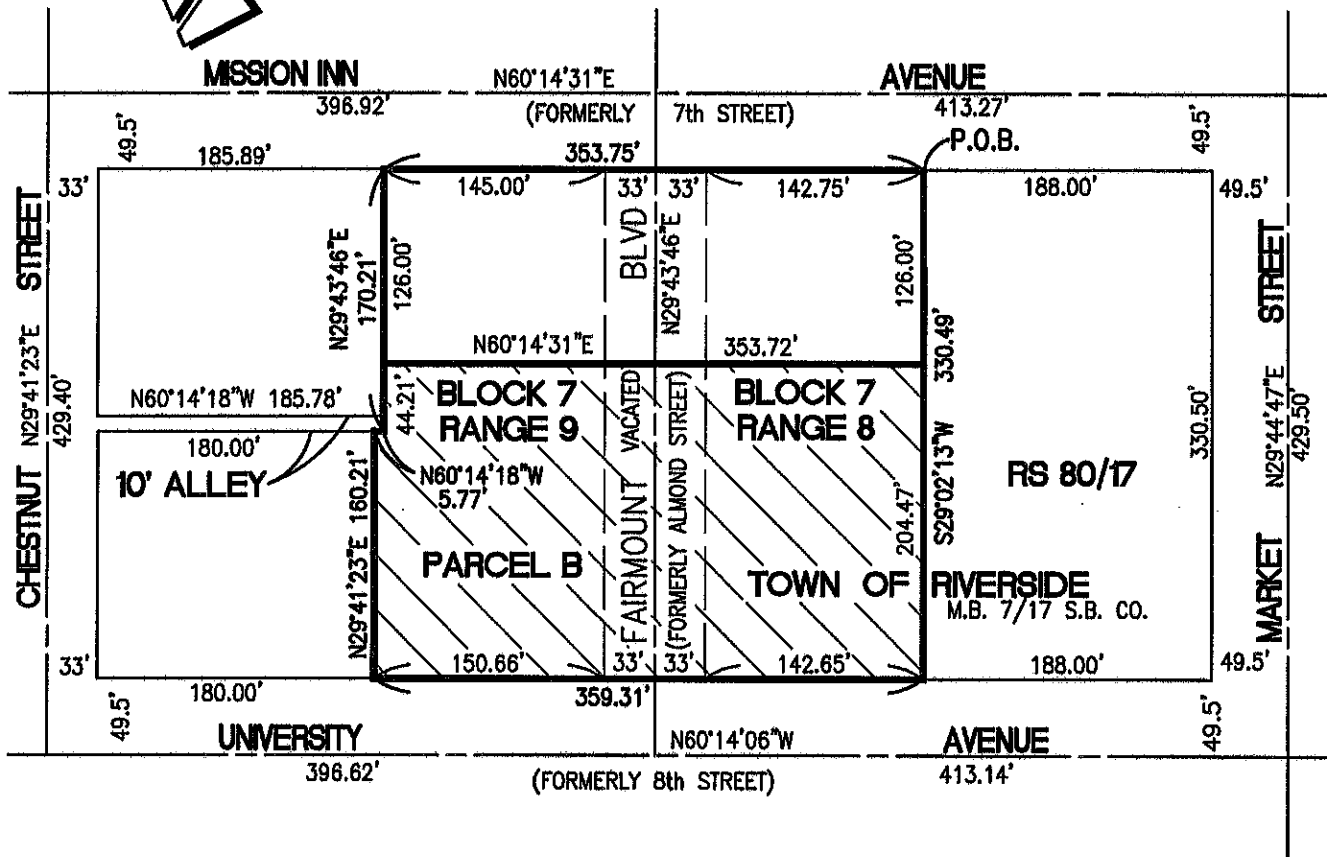 MISSION INN
N60°14'31"E
AVENUE
396.92'
(FORMERLY
7th STREET)
413.27'
49.5'
185.89'
353.75'
P.O.B.
49.5'
33'
145.00'
33'
33'
142.75'
188.00'
49.5'
CHESTNUT STREET
N29°41'23"E
429.40'
N29°43'46"E
170.21'
126.00'
BLVD
N29°43'46"E
126.00'
330.49'
S29°02'13"W
330.50'
N29°44'47"E
429.50'
MARKET STREET
N60°14'31"E
353.72'
N60°14'18"W 185.78'
44.21'
BLOCK 7
RANGE 9
VACATED
BLOCK 7
RANGE 8
180.00'
10' ALLEY
N60°14'18"W
5.77'
RS 80/17
N29°41'23"E 160.21'
FAIRMOUNT
(FORMERLY ALMOND STREET)
204.47'
PARCEL B
TOWN OF RIVERSIDE
M.B. 7/17 S.B. CO.
33'
150.66'
33'
33'
142.65'
188.00'
49.5'
180.00'
359.31'
49.5'
49.5'
UNIVERSITY
N60°14'06"W
AVENUE
396.62'
(FORMERLY 8th STREET)
413.14'